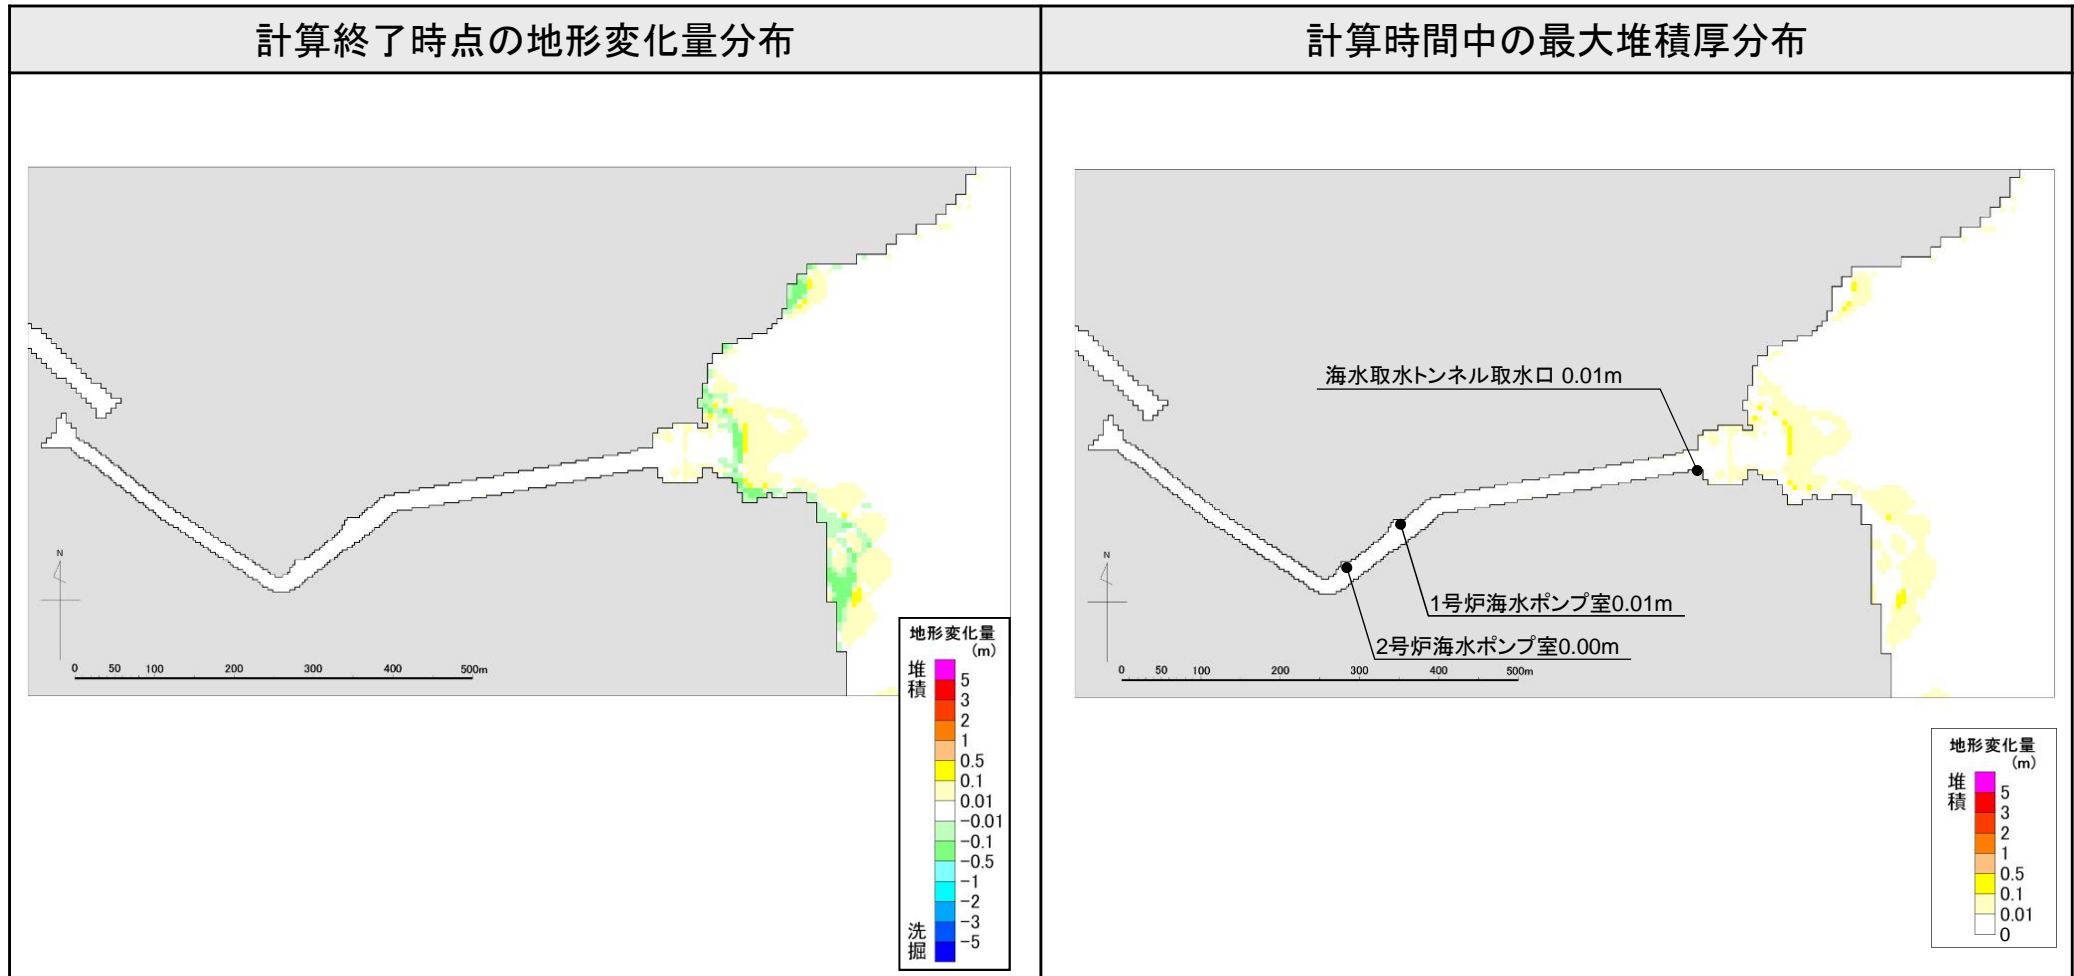 計算終了時点の地形変化量分布
計算時間中の最大堆積厚分布
N
0 50 100 200 300 400 500m
地形変化量
(m)
堆積
5
3
2
1
0.5
0.1
0.01
-0.01
-0.1
-0.5
-1
-2
-3
-5
洗掘
海水取水トンネル取水口 0.01m
1号炉海水ポンプ室0.01m
2号炉海水ポンプ室0.00m
N
0 50 100 200 300 400 500m
地形変化量
(m)
堆積
5
3
2
1
0.5
0.1
0.01
0